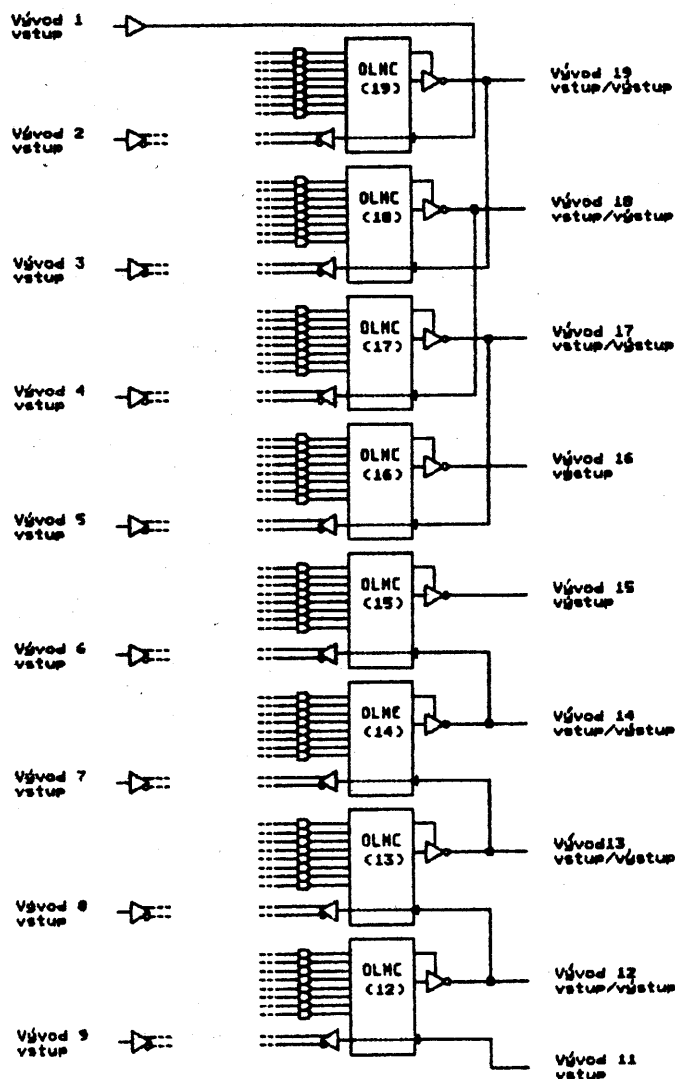 Vývod 1
vstup
OLMC
(19)
Vývod 19
vstup/výstup
Vývod 2
vstup
OLMC
(18)
Vývod 18
vstup/výstup
Vývod 3
vstup
OLMC
(17)
Vývod 17
vstup/výstup
Vývod 4
vstup
OLMC
(16)
Vývod 16
výstup
Vývod 5
vstup
OLMC
(15)
Vývod 15
výstup
Vývod 6
vstup
OLMC
(14)
Vývod 14
vstup/výstup
Vývod 7
vstup
OLMC
(13)
Vývod13
vstup/výstup
Vývod 8
vstup
OLMC
(12)
Vývod 12
vstup/výstup
Vývod 9
vstup
Vývod 11
vstup